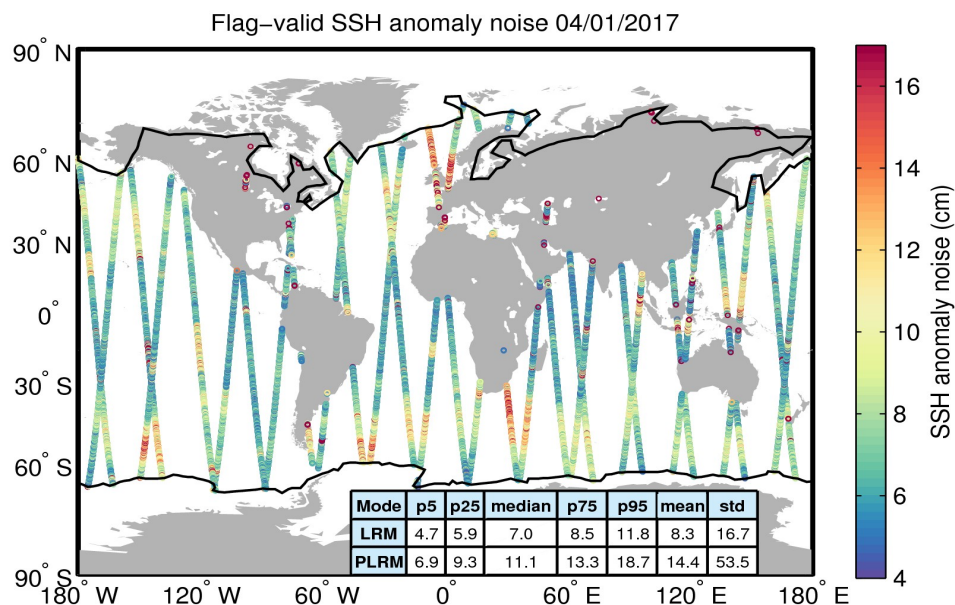 Flag−valid SSH anomaly noise 04/01/2017
90° N
60° N
30° N
0°
30° S
60° S
90° S
180° W
120° W
60° W
0°
60° E
120° E
180° E
16
14
12
10
8
6
4
SSH anomaly noise (cm)
Mode p5 p25 median p75 p95 mean std
LRM 4.7 5.9 7.0 8.5 11.8 8.3 16.7
PLRM 6.9 9.3 11.1 13.3 18.7 14.4 53.5